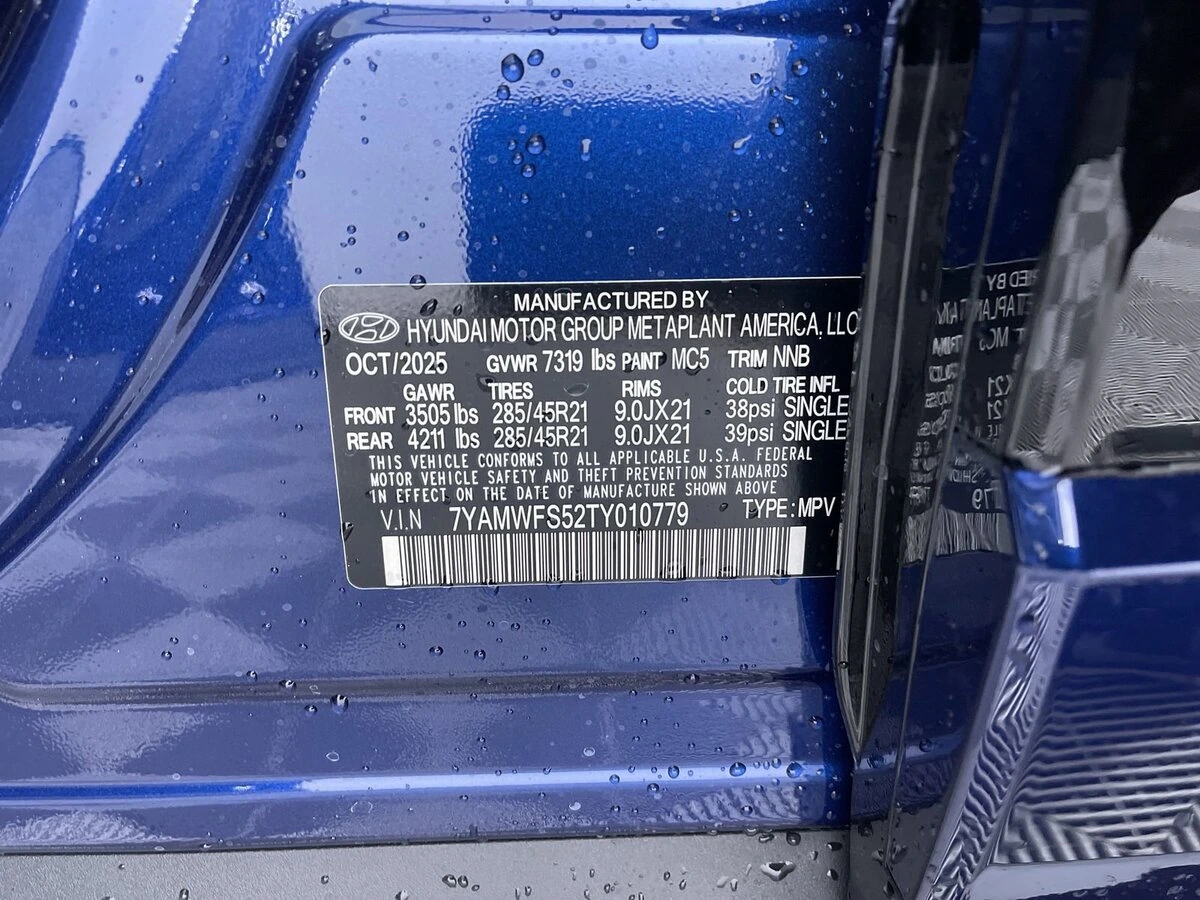 MANUFACTURED BY
HYUNDAI MOTOR GROUP METAPLANT AMERICA, LLC
OCT/2025 GVWR 7319 lbs PAINT MC5 TRIM NNB
GAWR TIRES RIMS COLD TIRE INFL
FRONT 3505 lbs 285/45R21 9.0JX21 38psi SINGLE
REAR 4211 lbs 285/45R21 9.0JX21 39psi SINGLE
THIS VEHICLE CONFORMS TO ALL APPLICABLE U.S.A. FEDERAL
MOTOR VEHICLE SAFETY AND THEFT PREVENTION STANDARDS
IN EFFECT ON THE DATE OF MANUFACTURE SHOWN ABOVE
V.I.N 7YAMWFS52TY010779 TYPE : MPV